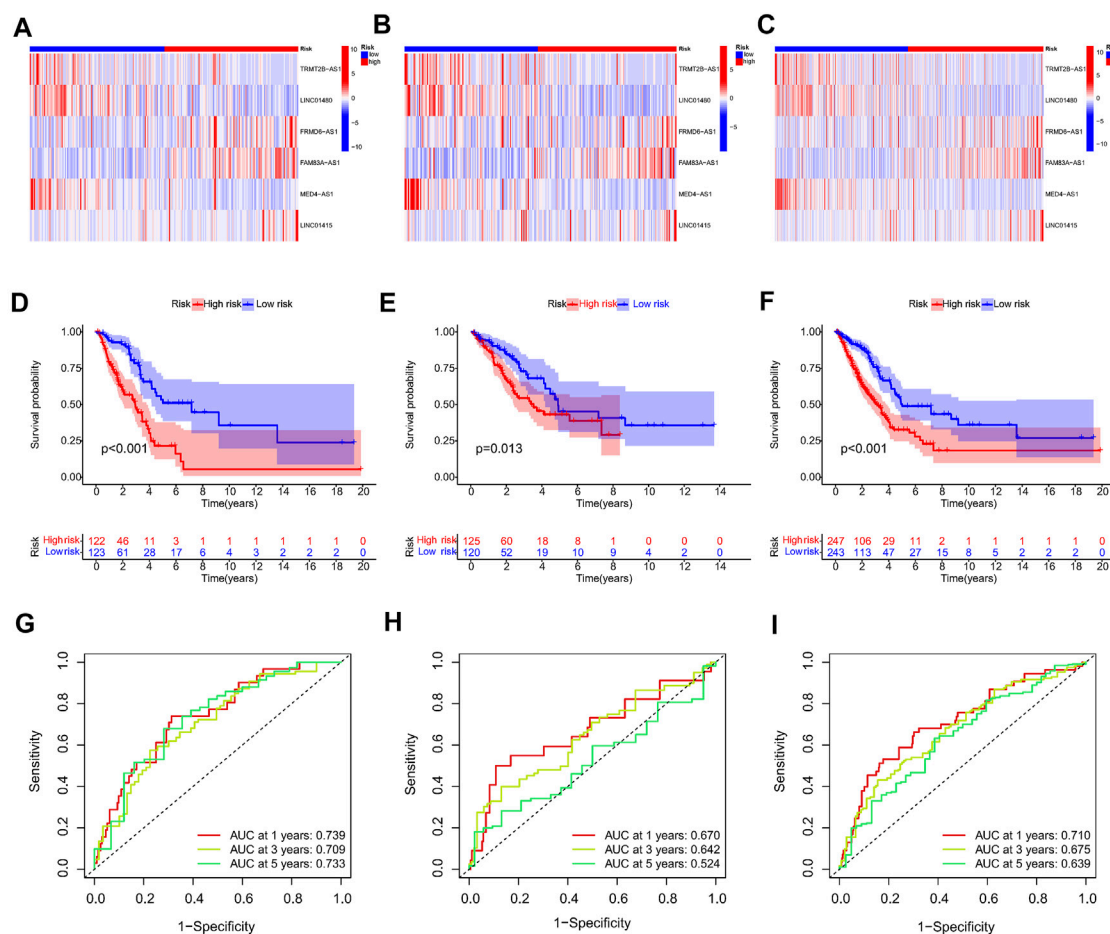 A
Risk
TRMT2B-AS1
LINC01480
FRMD6-AS1
FAM83A-AS1
MED4-AS1
LINC01415
10
5
0
-5
-10
Risk
low
high
B
Risk
TRMT2B-AS1
LINC01480
FRMD6-AS1
FAM83A-AS1
MED4-AS1
LINC01415
5
0
-5
Risk
low
high
C
Risk
TRMT2B-AS1
LINC01480
FRMD6-AS1
FAM83A-AS1
MED4-AS1
LINC01415
10
5
0
-5
-10
Risk
D
Risk High risk Low risk
Survival probability
1.00
0.75
0.50
0.25
0.00
p<0.001
0 2 4 6 8 10 12 14 16 18 20
Time(years)
Risk
High risk 122 46 11 3 1 1 1 1 1 1 0
Low risk 123 61 28 17 6 4 3 2 2 2 0
0 2 4 6 8 10 12 14 16 18 20
Time(years)
E
Risk High risk Low risk
Survival probability
1.00
0.75
0.50
0.25
0.00
p=0.013
0 2 4 6 8 10 12 14
Time(years)
Risk
High risk 125 60 18 8 1 0 0 0
Low risk 120 52 19 10 9 4 2 0
0 2 4 6 8 10 12 14
Time(years)
F
Risk High risk Low risk
Survival probability
1.00
0.75
0.50
0.25
0.00
p<0.001
0 2 4 6 8 10 12 14 16 18 20
Time(years)
Risk
High risk 247 106 29 11 2 1 1 1 1 1 0
Low risk 243 113 47 27 15 8 5 2 2 2 0
0 2 4 6 8 10 12 14 16 18 20
Time(years)
G
Sensitivity
1.0
0.8
0.6
0.4
0.2
0.0
AUC at 1 years: 0.739
AUC at 3 years: 0.709
AUC at 5 years: 0.733
0.0 0.2 0.4 0.6 0.8 1.0
1-Specificity
H
Sensitivity
1.0
0.8
0.6
0.4
0.2
0.0
AUC at 1 years: 0.670
AUC at 3 years: 0.642
AUC at 5 years: 0.524
0.0 0.2 0.4 0.6 0.8 1.0
1-Specificity
I
Sensitivity
1.0
0.8
0.6
0.4
0.2
0.0
AUC at 1 years: 0.710
AUC at 3 years: 0.675
AUC at 5 years: 0.639
0.0 0.2 0.4 0.6 0.8 1.0
1-Specificity